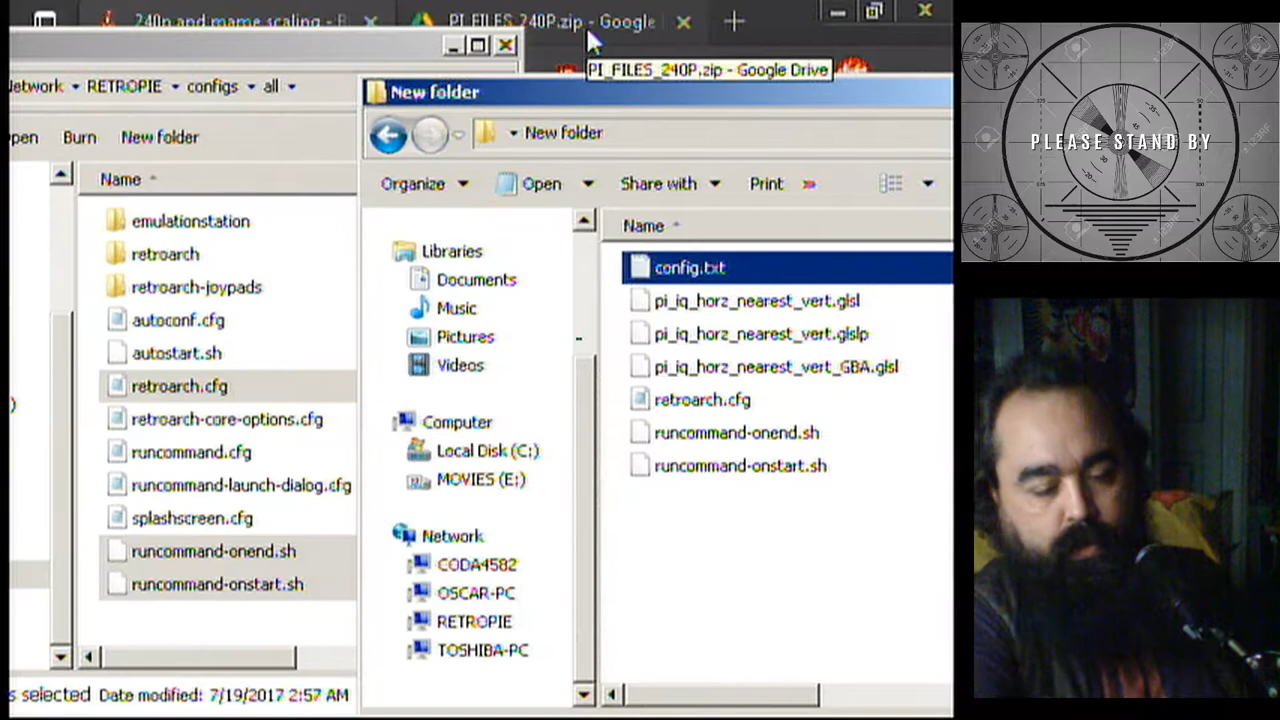 240p and mame scaling - R
PI_FILES_240P.zip - Google
PI_FILES_240P.zip - Google Drive
etwork RETROPIE configs all
pen Burn New folder
Name
emulationstation
retroarch
retroarch-joypads
autoconf.cfg
autostart.sh
retroarch.cfg
retroarch-core-options.cfg
runcommand.cfg
runcommand-launch-dialog.cfg
splashscreen.cfg
runcommand-onend.sh
runcommand-onstart.sh
s selected Date modified: 7/19/2017 2:57 AM
New folder
New folder
Organize Open Share with Print »
Libraries
Documents
Music
Pictures
Videos
Computer
Local Disk (C:)
MOVIES (E:)
Network
CODA4582
OSCAR-PC
RETROPIE
TOSHIBA-PC
Name
config.txt
pi_iq_horz_nearest_vert.glsl
pi_iq_horz_nearest_vert.glslp
pi_iq_horz_nearest_vert_GBA.glsl
retroarch.cfg
runcommand-onend.sh
runcommand-onstart.sh
PLEASE STAND BY